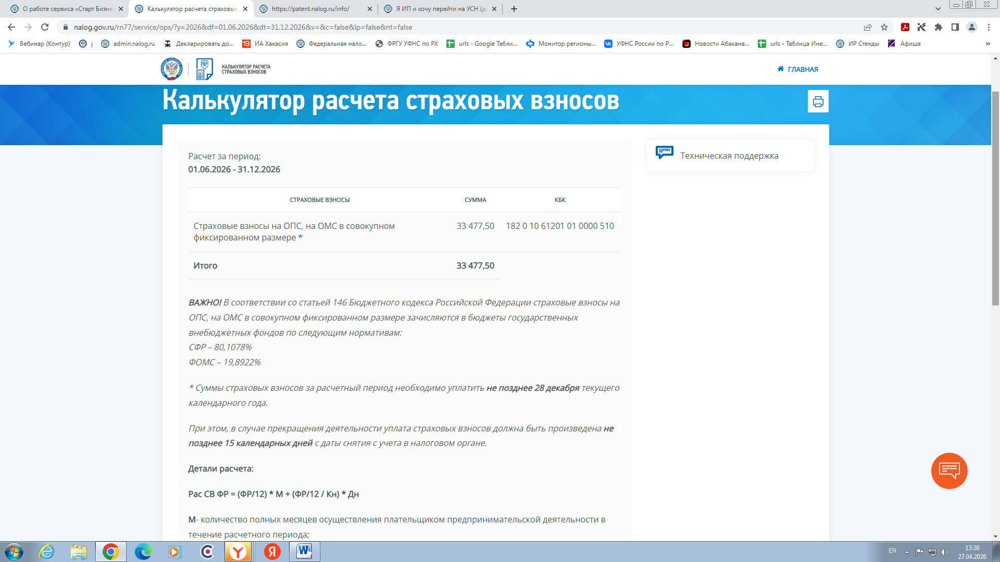 О работе сервиса «Старт Бизне
Калькулятор расчета страховых
https://patent.nalog.ru/info/
Я ИП и хочу перейти на УСН (до
nalog.gov.ru/rn77/service/ops/?y=2026&df=01.06.2026&dt=31.12.2026&v=&c=false&lp=false&nt=false
Вебинар (Контур)
j
admin.nalog.ru
Декларировать до...
19
ИА Хакасия
Федеральная нало...
ФРГУ УФНС по РХ
urls - Google Табли...
Монитор регионы...
УФНС России по Р...
Новости Абакана...
urls - Таблица Ине...
ИР Стенды
Афиша
»
КАЛЬКУЛЯТОР РАСЧЕТА
СТРАХОВЫХ ВЗНОСОВ
ГЛАВНАЯ
Калькулятор расчета страховых взносов
Расчет за период:
01.06.2026 - 31.12.2026
Техническая поддержка
СТРАХОВЫЕ ВЗНОСЫ СУММА КБК
Страховые взносы на ОПС, на ОМС в совокупном 33 477,50 182 0 10 61201 01 0000 510
фиксированном размере *
Итого 33 477,50
ВАЖНО! В соответствии со статьей 146 Бюджетного кодекса Российской Федерации страховые взносы на
ОПС, на ОМС в совокупном фиксированном размере зачисляются в бюджеты государственных
внебюджетных фондов по следующим нормативам:
СФР – 80,1078%
ФОМС – 19,8922%
* Суммы страховых взносов за расчетный период необходимо уплатить не позднее 28 декабря текущего
календарного года.
При этом, в случае прекращения деятельности уплата страховых взносов должна быть произведена не
позднее 15 календарных дней с даты снятия с учета в налоговом органе.
Детали расчета:
Рас СВ ФР = (ФР/12) * М + (ФР/12 / Кн) * Дн
М- количество полных месяцев осуществления плательщиком предпринимательской деятельности в
течение расчетного периода;
EN
13:36
27.04.2026